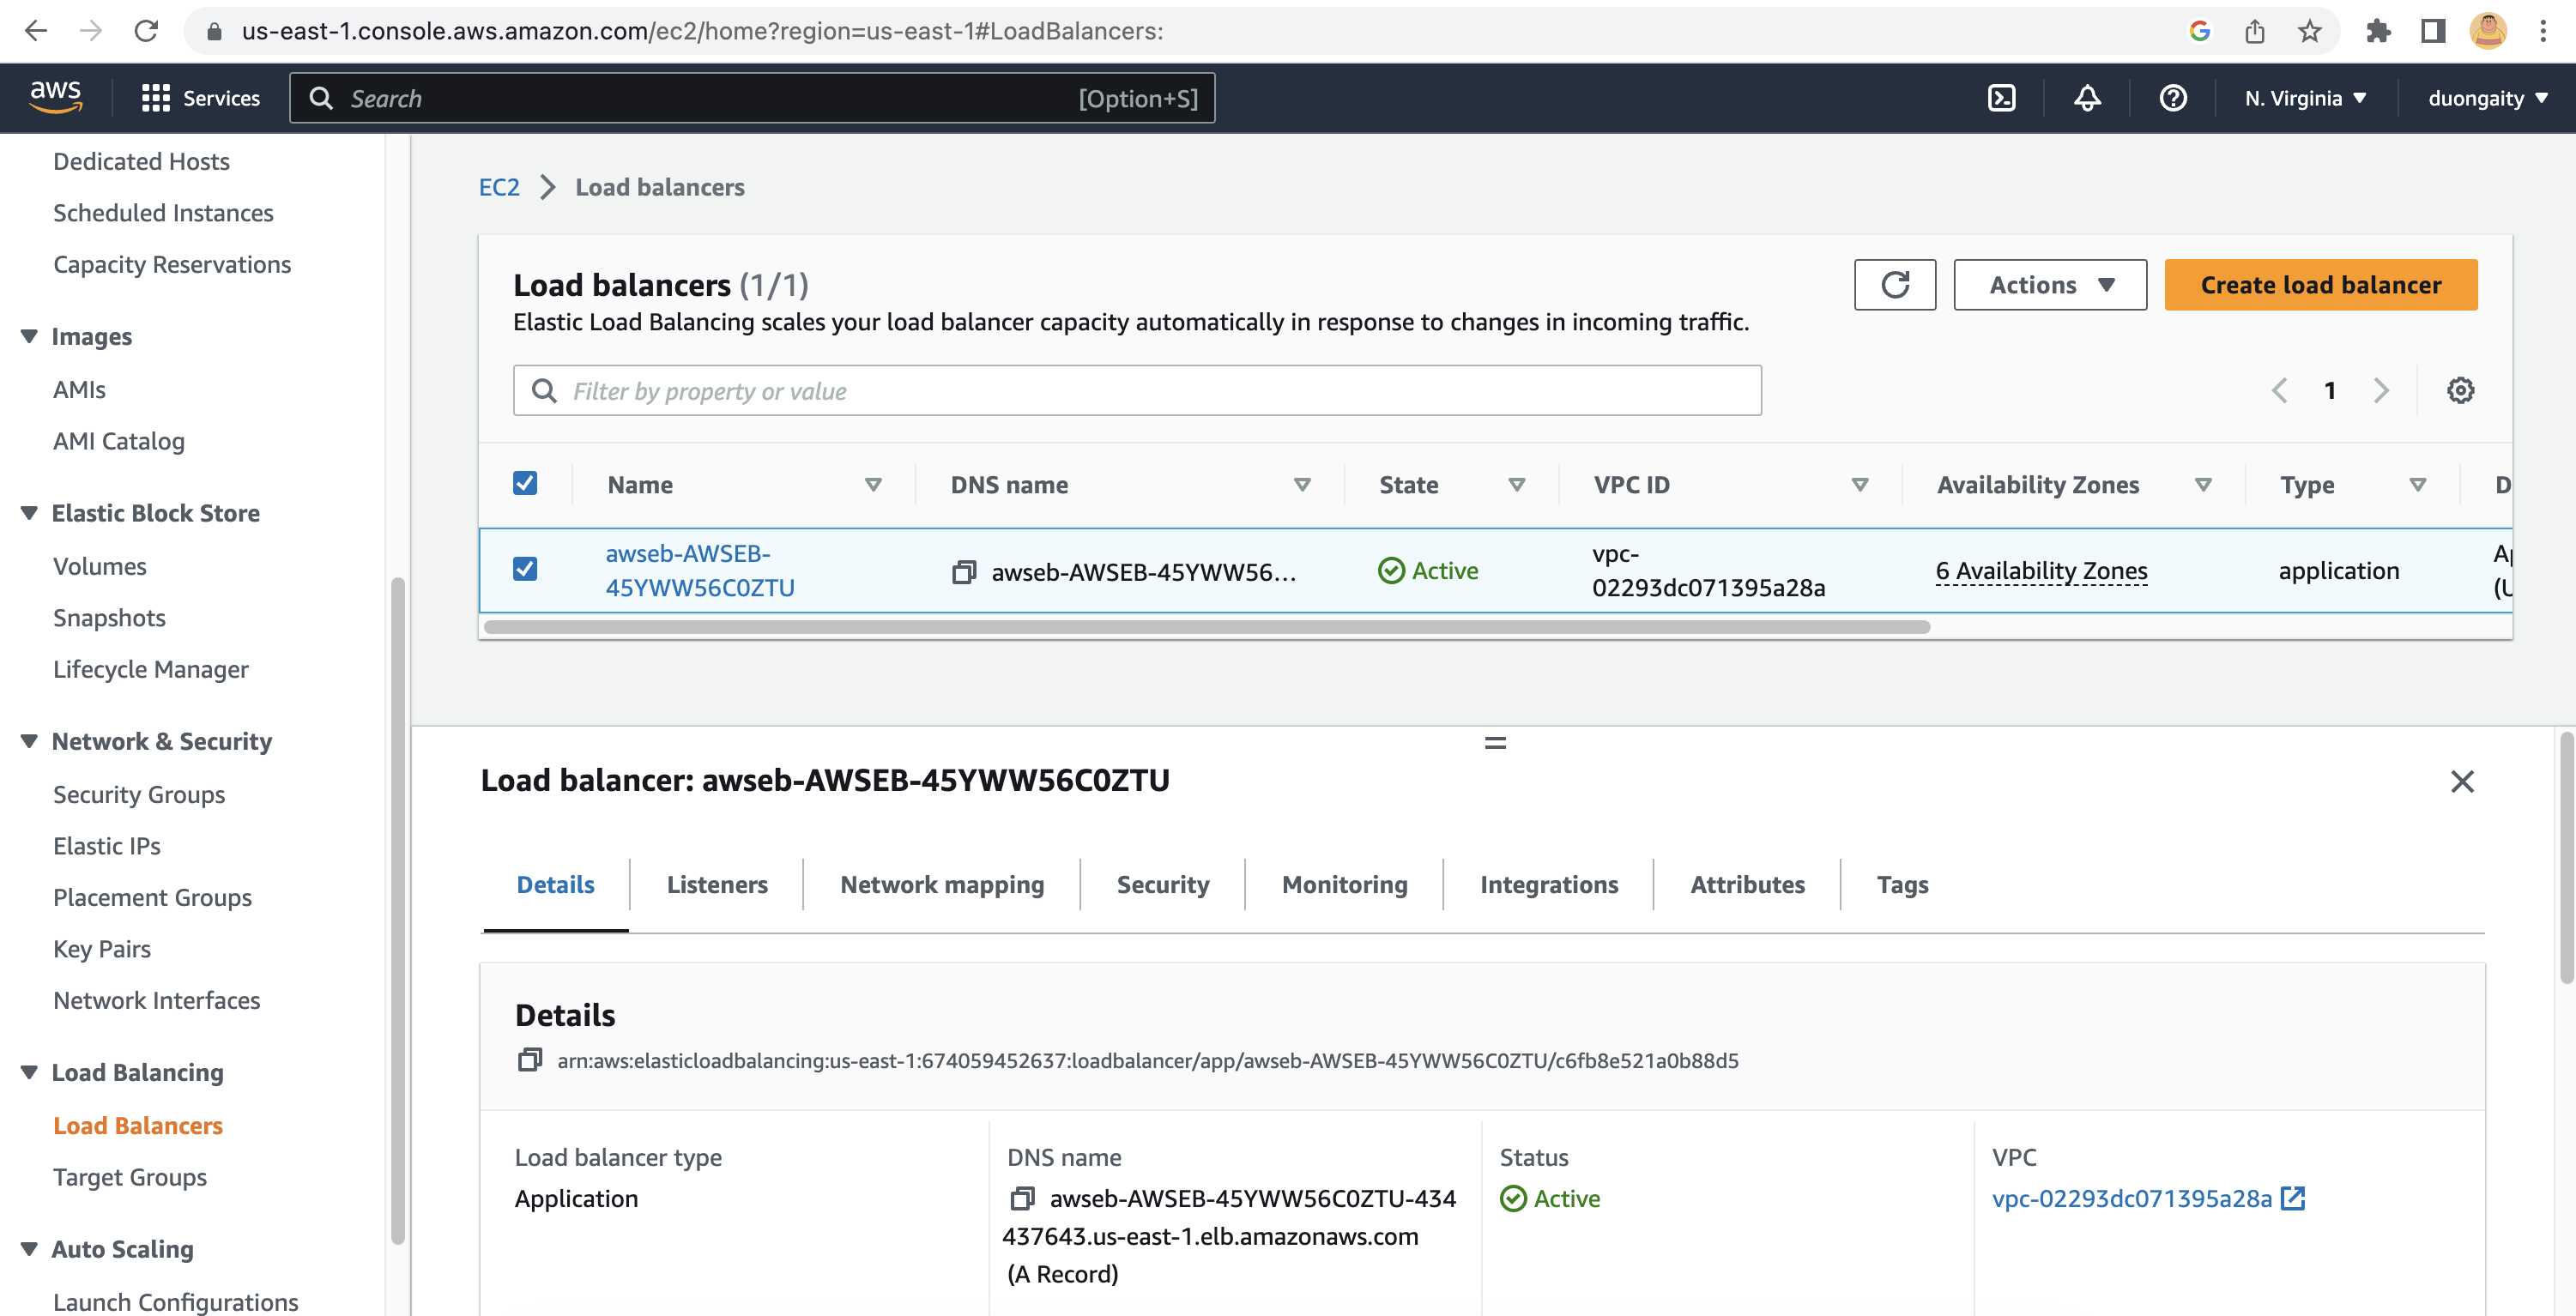 us-east-1.console.aws.amazon.com/ec2/home?region=us-east-1#LoadBalancers:
aws
Services
Search
[Option+S]
N. Virginia
duongaity
Dedicated Hosts
Scheduled Instances
Capacity Reservations
Images
AMIs
AMI Catalog
Elastic Block Store
Volumes
Snapshots
Lifecycle Manager
Network & Security
Security Groups
Elastic IPs
Placement Groups
Key Pairs
Network Interfaces
Load Balancing
Load Balancers
Target Groups
Auto Scaling
Launch Configurations
EC2 Load balancers
Load balancers (1/1)
Elastic Load Balancing scales your load balancer capacity automatically in response to changes in incoming traffic.
Actions
Create load balancer
Filter by property or value
1
Name DNS name State VPC ID Availability Zones Type D
awseb-AWSEB-
45YWW56C0ZTU
awseb-AWSEB-45YWW56...
Active
vpc-
02293dc071395a28a
6 Availability Zones
application
Load balancer: awseb-AWSEB-45YWW56C0ZTU
Details Listeners Network mapping Security Monitoring Integrations Attributes Tags
Details
arn:aws:elasticloadbalancing:us-east-1:674059452637:loadbalancer/app/awseb-AWSEB-45YWW56C0ZTU/c6fb8e521a0b88d5
Load balancer type
Application
DNS name
awseb-AWSEB-45YWW56C0ZTU-434
437643.us-east-1.elb.amazonaws.com
(A Record)
Status
Active
VPC
vpc-02293dc071395a28a